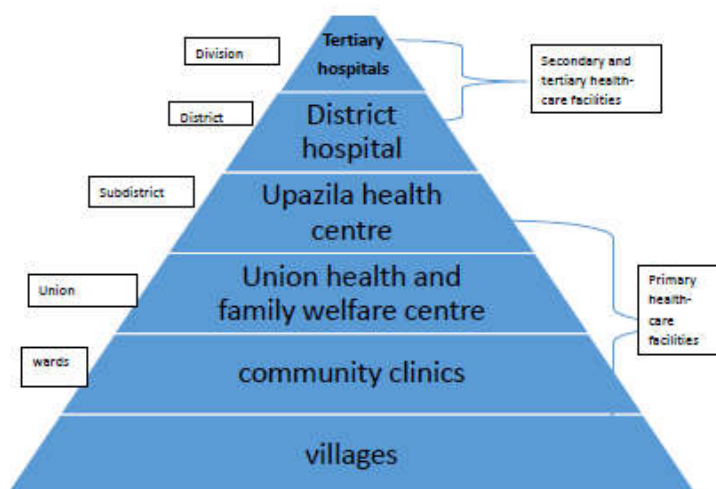 Division
Tertiary
hospitals
Secondary and
tertiary health-
care facilities
District
District
hospital
Subdistrict
Upazila health
centre
Union
Union health and
family welfare centre
Primary
health-
care
facilities
wards
community clinics
villages